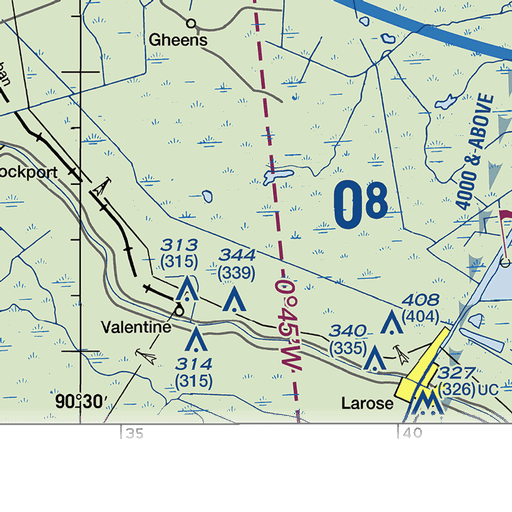 Gheens
4000 & ABOVE
08
313
(315)
344
(339)
0°45'W
408
(404)
340
(335)
Valentine
314
(315)
327
(326) UC
90°30'
Larose
35
40